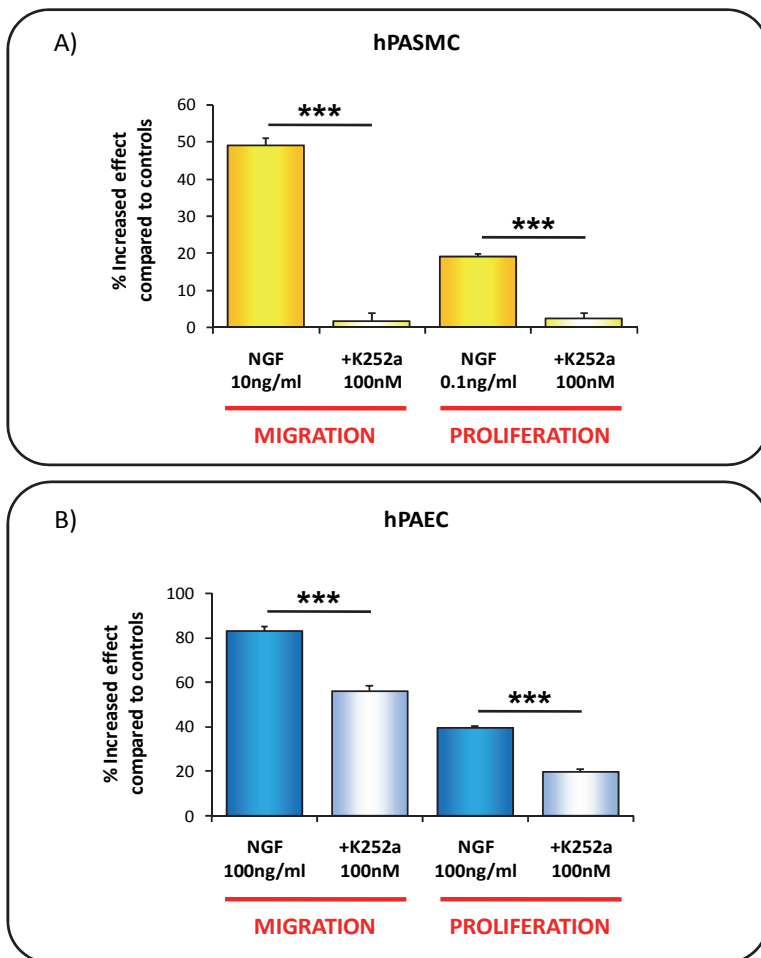 A)
hPASMC
***
***
% Increased effect
compared to controls
60
50
40
30
20
10
0
NGF
10ng/ml
+K252a
100nM
NGF
0.1ng/ml
+K252a
100nM
MIGRATION
PROLIFERATION
B)
hPAEC
***
***
% Increased effect
compared to controls
100
80
60
40
20
0
NGF
100ng/ml
+K252a
100nM
NGF
100ng/ml
+K252a
100nM
MIGRATION
PROLIFERATION